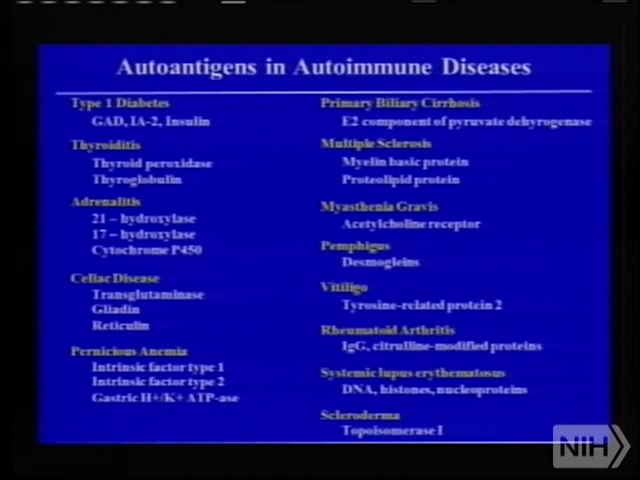 Autoantigens in Autoimmune Diseases
Type 1 Diabetes
GAD, IA-2, Insulin
Thyroiditis
Thyroid peroxidase
Thyroglobulin
Adrenalitis
21 – hydroxylase
17 – hydroxylase
Cytochrome P450
Celiac Disease
Transglutaminase
Gliadin
Reticulin
Pernicious Anemia
Intrinsic factor type 1
Intrinsic factor type 2
Gastric H+/K+ ATP-ase
Primary Biliary Cirrhosis
E2 component of pyruvate dehyrogenase
Multiple Sclerosis
Myelin basic protein
Proteolipid protein
Myasthenia Gravis
Acetylcholine receptor
Pemphigus
Desmogleins
Vitiligo
Tyrosine-related protein 2
Rheumatoid Arthritis
IgG, citrulline-modified proteins
Systemic lupus erythematosus
DNA, histones, nucleoproteins
Scleroderma
Topoisomerase I
NIH